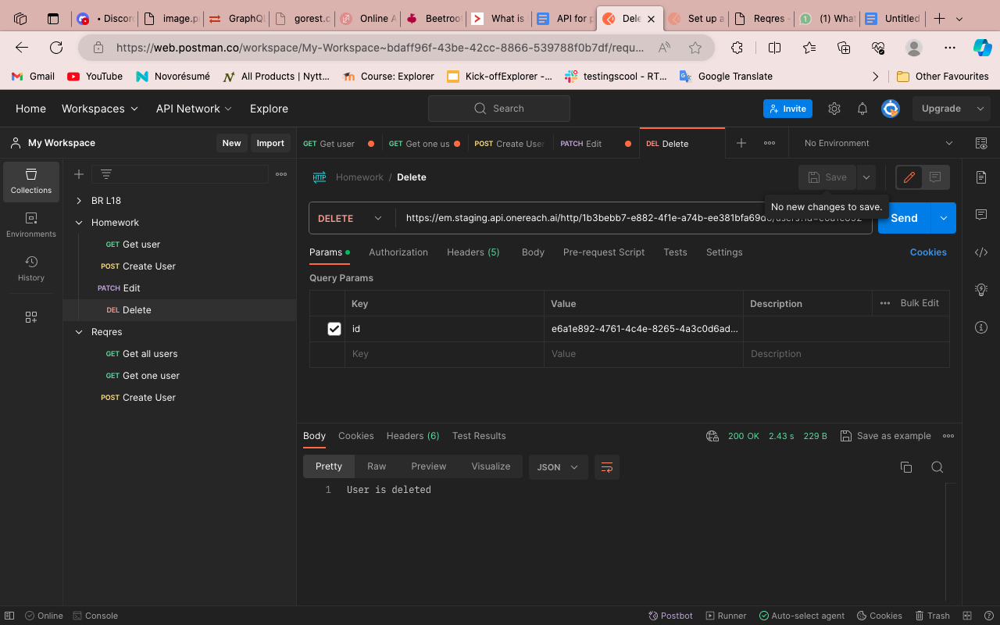 • Discord
image.p
GraphQL
gorest.c
Online A
Beetroot
What is
API for p
Dele
Set up a
Reqres -
(1) What
Untitled
https://web.postman.co/workspace/My-Workspace~bdaff96f-43be-42cc-8866-539788f0b7df/requ...
Gmail
YouTube
Novorésumé
All Products | Nytt...
Course: Explorer
Kick-offExplorer -...
testingscool - RT...
Google Translate
Other Favourites
Home
Workspaces
API Network
Explore
Search
Invite
Upgrade
My Workspace
New
Import
GET Get user
GET Get one us
POST Create User
PATCH Edit
DEL Delete
No Environment
Collections
Environments
History
BR L18
Homework
GET Get user
POST Create User
PATCH Edit
DEL Delete
Reqres
GET Get all users
GET Get one user
POST Create User
HTTP Homework / Delete
Save
No new changes to save.
DELETE
https://em.staging.api.onereach.ai/http/1b3bebb7-e882-4f1e-a74b-ee381bfa69d0/users?id=e6a1e892
Send
Params
Authorization
Headers (5)
Body
Pre-request Script
Tests
Settings
Cookies
Query Params
Key
Value
Description
Bulk Edit
id
e6a1e892-4761-4c4e-8265-4a3c0d6ad...
Key
Value
Description
Body
Cookies
Headers (6)
Test Results
200 OK
2.43 s
229 B
Save as example
Pretty
Raw
Preview
Visualize
JSON
1 User is deleted
Online
Console
Postbot
Runner
Auto-select agent
Cookies
Trash